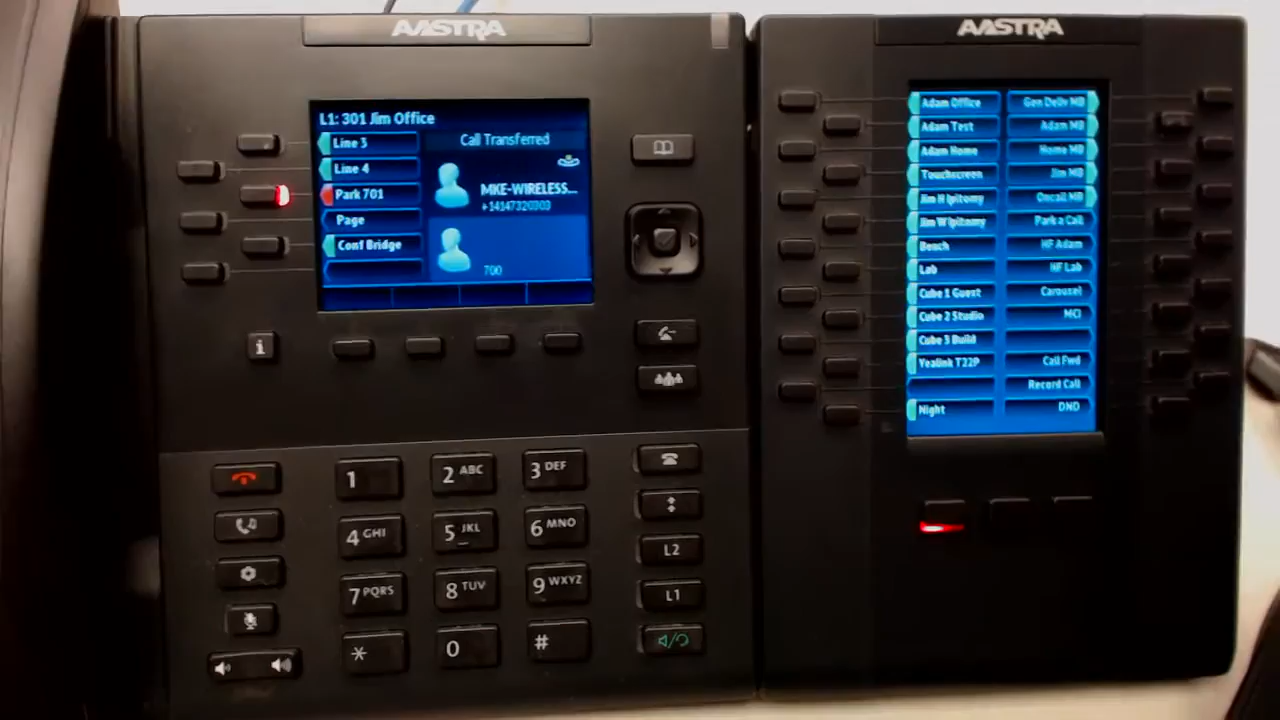 AASTRA
L1: 301 Jim Office
Line 3
Call Transferred
Line 4
MKE-WIRELESS...
Park 701
Page
Conf Bridge
700
i
1
2 ABC
3 DEF
4 GHI
5 JKL
6 MNO
L2
7 PQRS
8 TUV
9 WXYZ
L1
*
0
#
AASTRA
Adam Office
Gen Deliv MB
Adam Test
Adam MB
Adam Home
Home MB
Touchscreen
Jim MB
Jim H Ipitomy
Oncall MB
Jim W Ipitomy
Park a Call
Bench
HF Adam
Lab
HF Lab
Cube 1 Guest
Carousel
Cube 2 Studio
MCI
Cube 3 Build
Yealink T22P
Call Fwd
Record Call
Night
DND